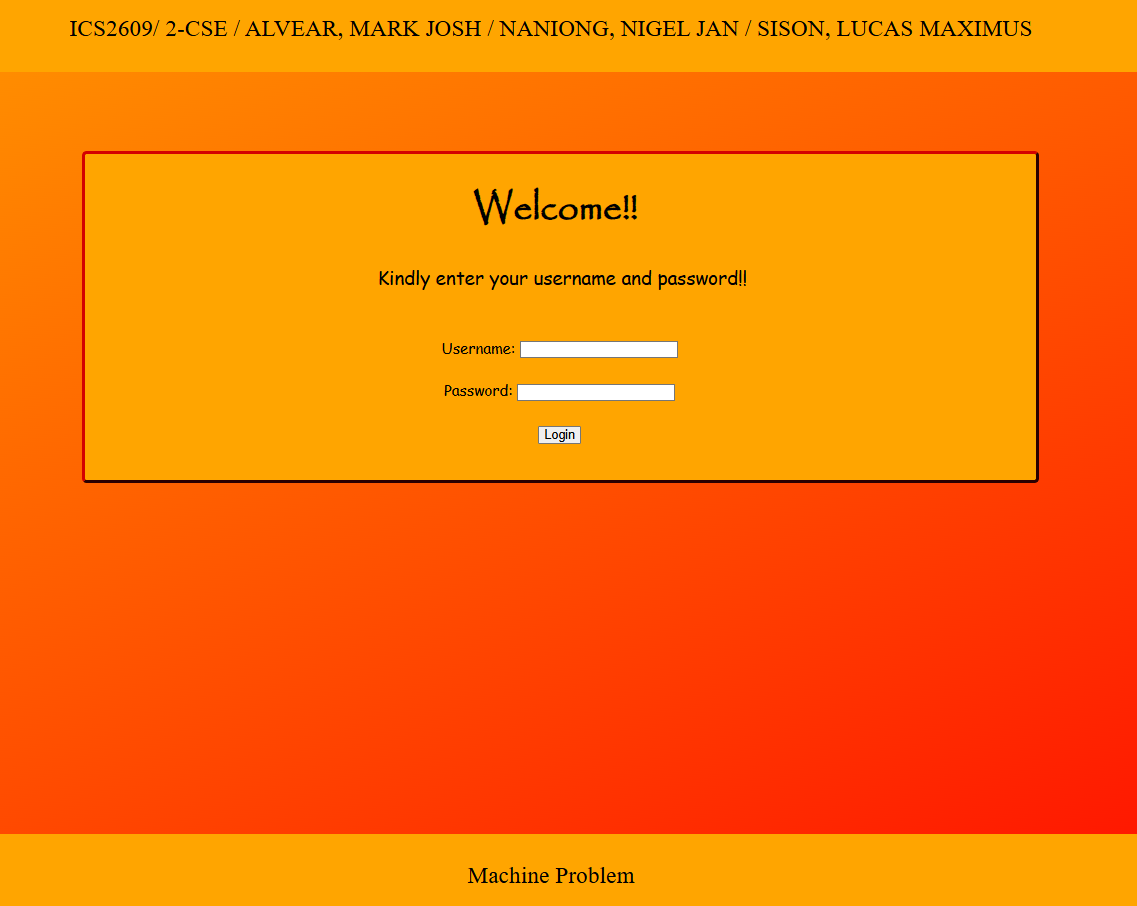 ICS2609/ 2-CSE / ALVEAR, MARK JOSH / NANIONG, NIGEL JAN / SISON, LUCAS MAXIMUS
Welcome!!
Kindly enter your username and password!!
Username:
Password:
Login
Machine Problem